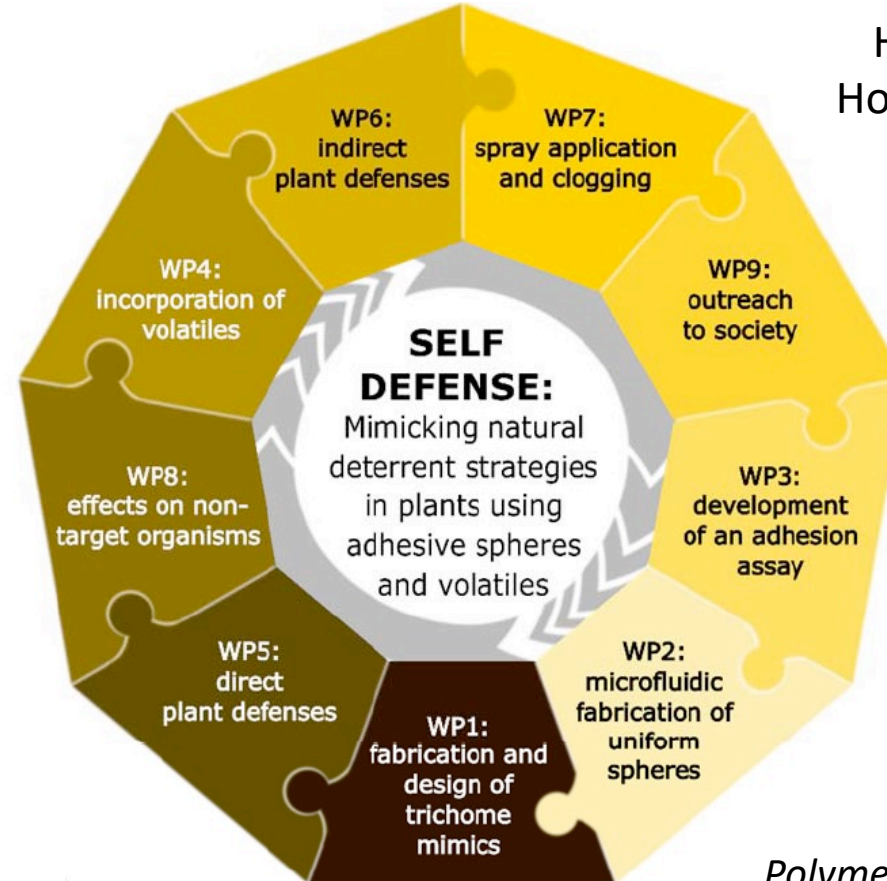 H
Ho
WP6:
indirect
plant defenses
WP7:
spray application
and clogging
WP4:
incorporation of
volatiles
WP9:
outreach
to society
SELF
DEFENSE:
Mimicking natural
deterrent strategies
in plants using
adhesive spheres
and volatiles
WP8:
effects on non-
target organisms
WP3:
development
of an adhesion
assay
WP5:
direct
plant defenses
WP2:
microfluidic
fabrication of
uniform
spheres
WP1:
fabrication and
design of
trichome
mimics
Polyme